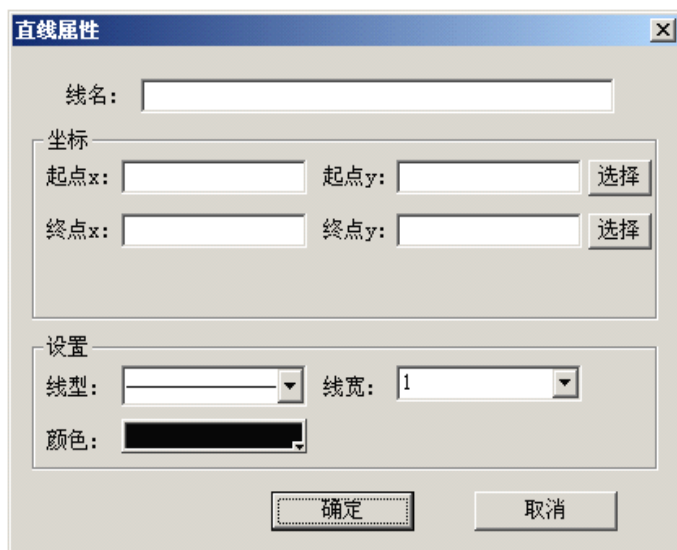 直线属性
线名：
坐标
起点x： 起点y： 选择
终点x： 终点y： 选择
设置
线型： 线宽： 1
颜色：
确定 取消